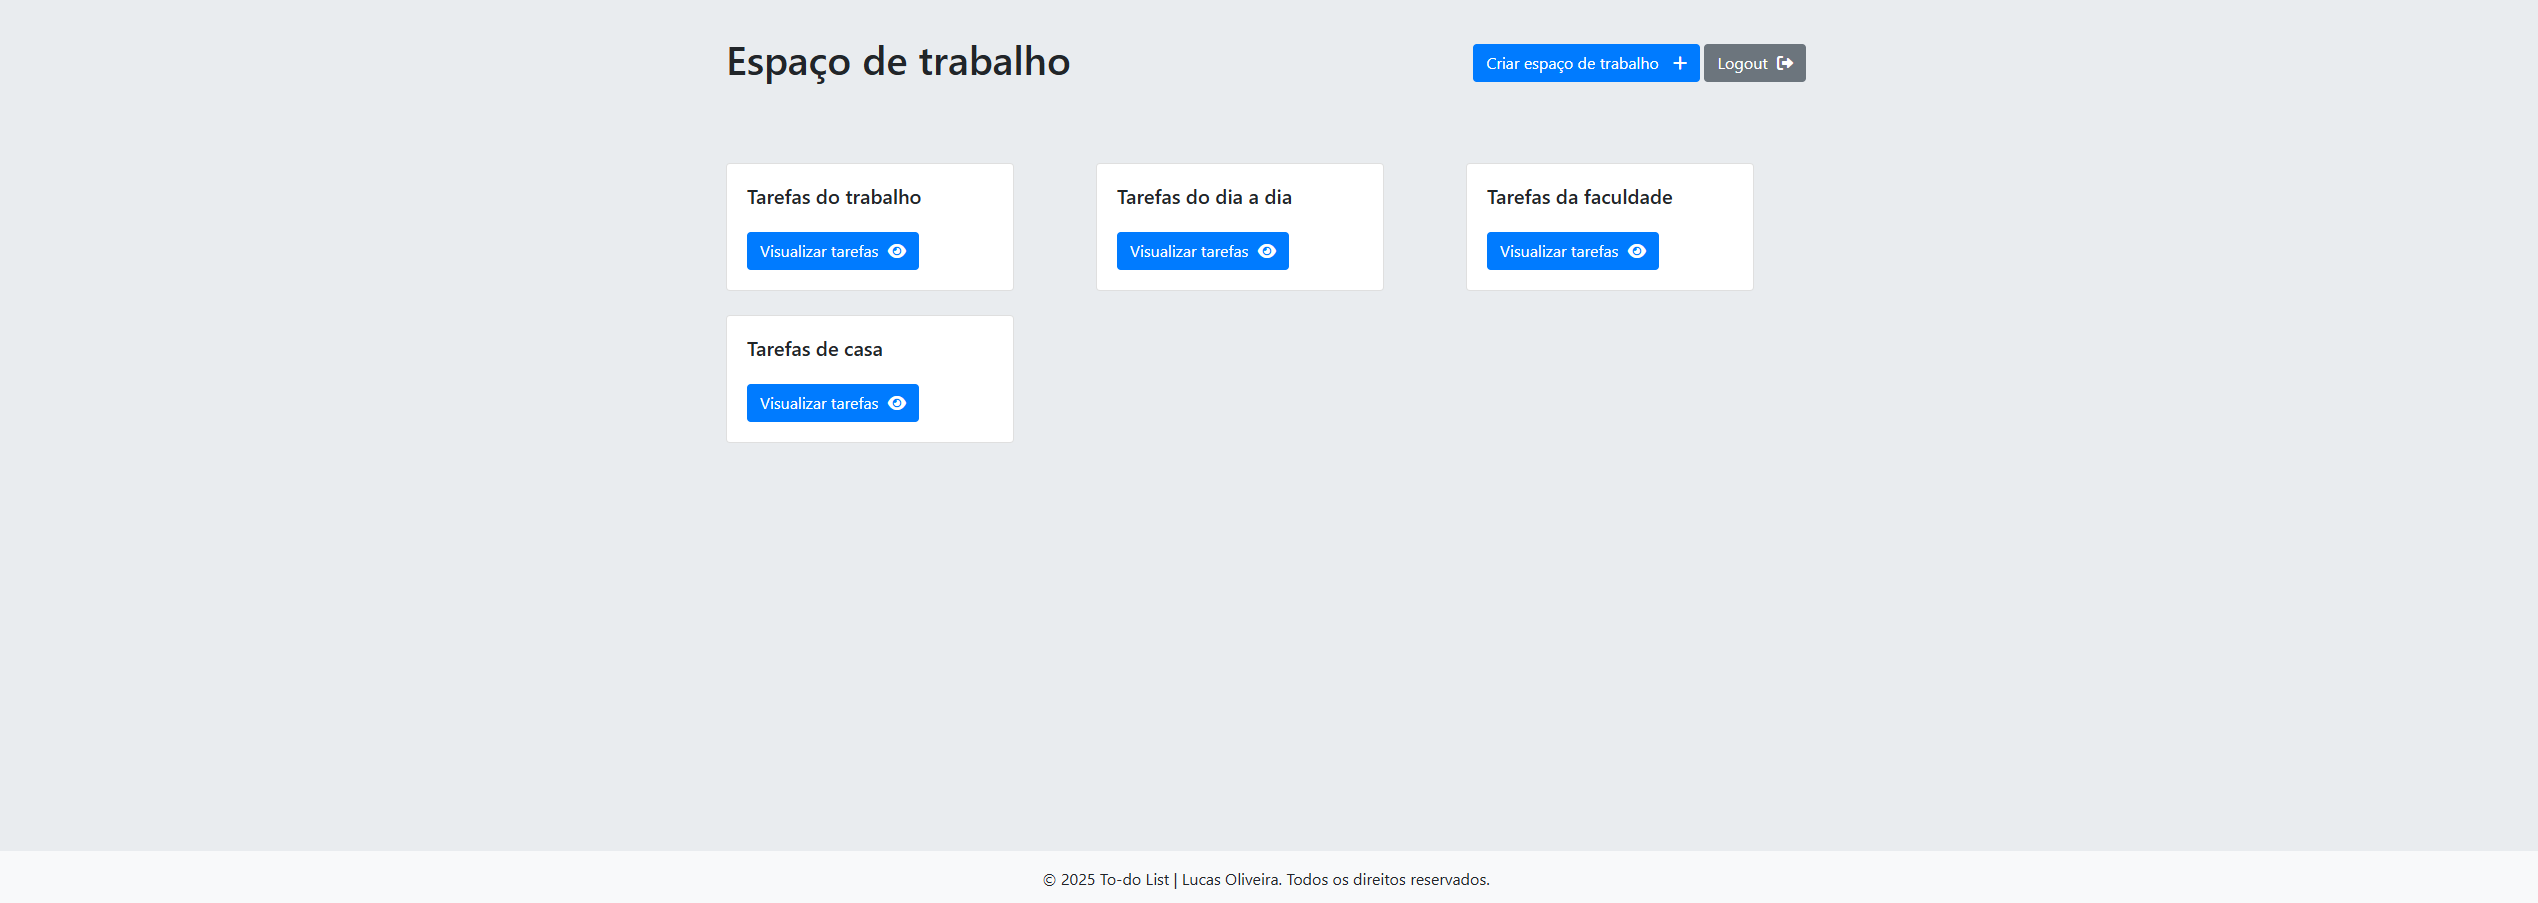 Espaço de trabalho
Criar espaço de trabalho
Logout
Tarefas do trabalho
Visualizar tarefas
Tarefas do dia a dia
Visualizar tarefas
Tarefas da faculdade
Visualizar tarefas
Tarefas de casa
Visualizar tarefas
© 2025 To-do List | Lucas Oliveira. Todos os direitos reservados.